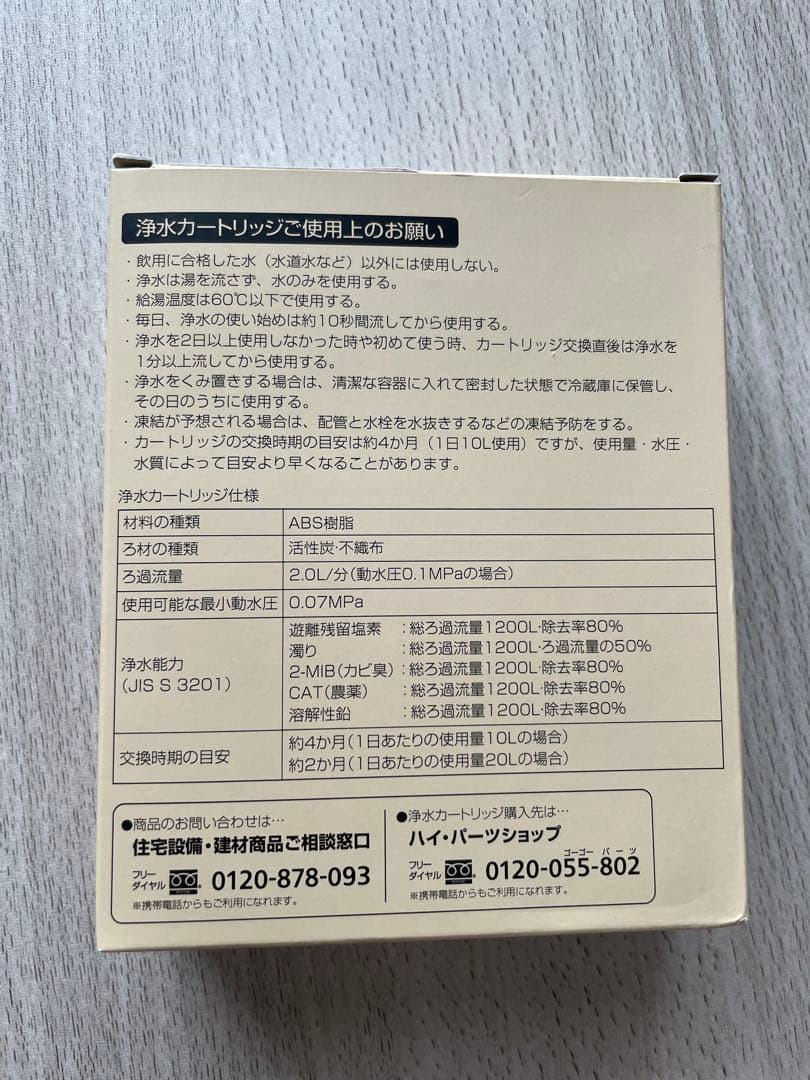 浄水カートリッジご使用上のお願い
・飲用に合格した水（水道水など）以外には使用しない。
・浄水は湯を流さず、水のみを使用する。
・給湯温度は60℃以下で使用する。
・毎日、浄水の使い始めは約10秒間流してから使用する。
・浄水を2日以上使用しなかった時や初めて使う時、カートリッジ交換直後は浄水を
1分以上流してから使用する。
・浄水をくみ置きする場合は、清潔な容器に入れて密封した状態で冷蔵庫に保管し、
その日のうちに使用する。
・凍結が予想される場合は、配管と水栓を水抜きするなどの凍結予防をする。
・カートリッジの交換時期の目安は約4か月（1日10L使用）ですが、使用量・水圧・
水質によって目安より早くなることがあります。
浄水カートリッジ仕様
材料の種類 ABS樹脂
ろ材の種類 活性炭・不織布
ろ過流量 2.0L/分（動水圧0.1MPaの場合）
使用可能な最小動水圧 0.07MPa
浄水能力
（JIS S 3201）
遊離残留塩素 ：総ろ過流量1200L・除去率80%
濁り ：総ろ過流量1200L・ろ過流量の50%
2-MIB（カビ臭）：総ろ過流量1200L・除去率80%
CAT（農薬） ：総ろ過流量1200L・除去率80%
溶解性鉛 ：総ろ過流量1200L・除去率80%
交換時期の目安
約4か月（1日あたりの使用量10Lの場合）
約2か月（1日あたりの使用量20Lの場合）
●商品のお問い合わせは…
住宅設備・建材商品ご相談窓口
フリーダイヤル 0120-878-093
※携帯電話からもご利用になれます。
●浄水カートリッジ購入先は…
ハイ・パーツショップ
ゴーゴー パーツ
フリーダイヤル 0120-055-802
※携帯電話からもご利用になれます。